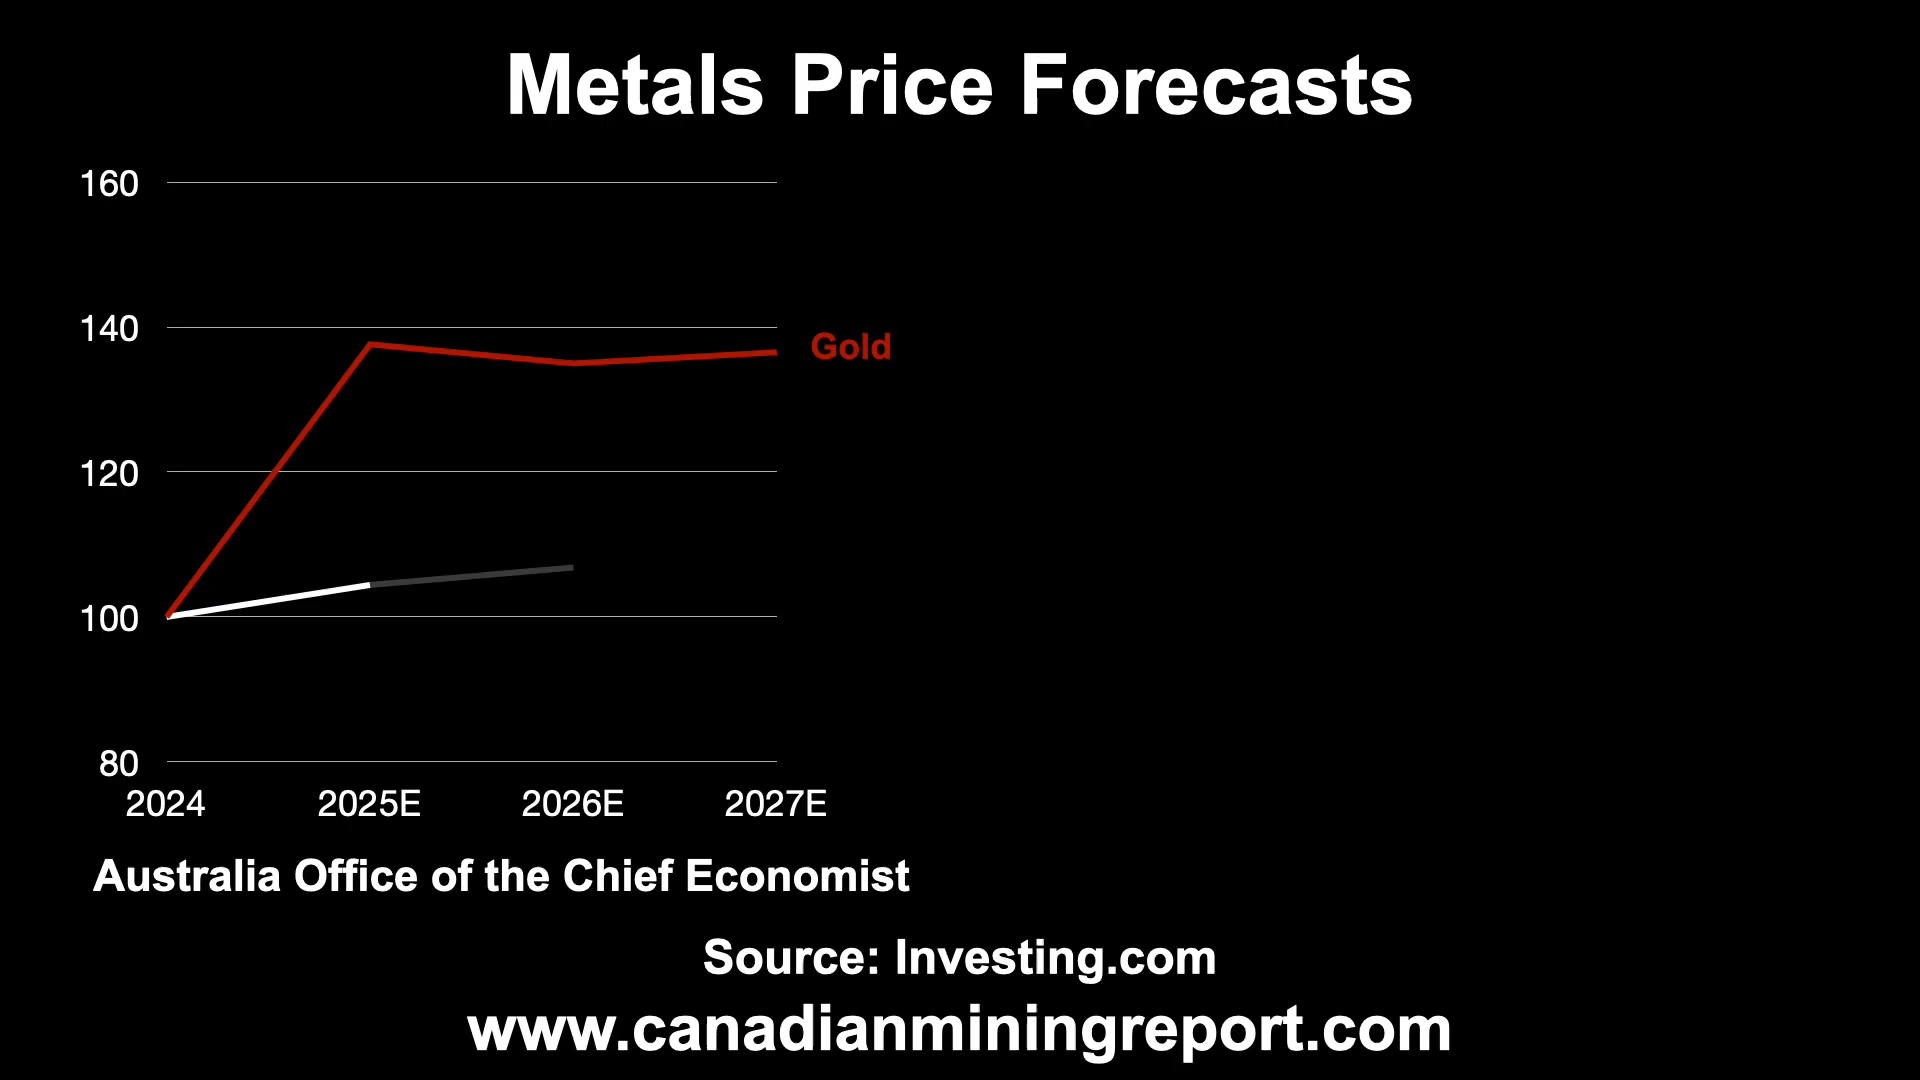 Metals Price Forecasts
160
140
Gold
120
100
80
2024 2025E 2026E 2027E
Australia Office of the Chief Economist
Source: Investing.com
www.canadianminingreport.com